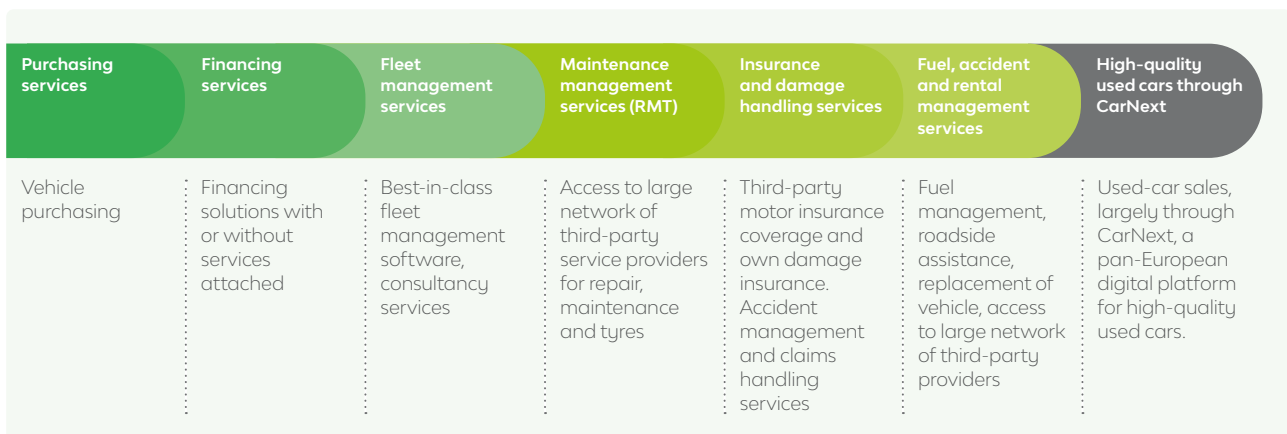 Purchasing
services
Financing
services
Fleet
management
services
Maintenance
management
services (RMT)
Insurance
and damage
handling services
Fuel, accident
and rental
management
services
High-quality
used cars through
CarNext
Vehicle
purchasing
Financing
solutions with
or without
services
attached
Best-in-class
fleet
management
software,
consultancy
services
Access to large
network of
third-party
service providers
for repair,
maintenance
and tyres
Third-party
motor insurance
coverage and
own damage
insurance.
Accident
management
and claims
handling
services
Fuel
management,
roadside
assistance,
replacement of
vehicle, access
to large network
of third-party
providers
Used-car sales,
largely through
CarNext, a
pan-European
digital platform
for high-quality
used cars.